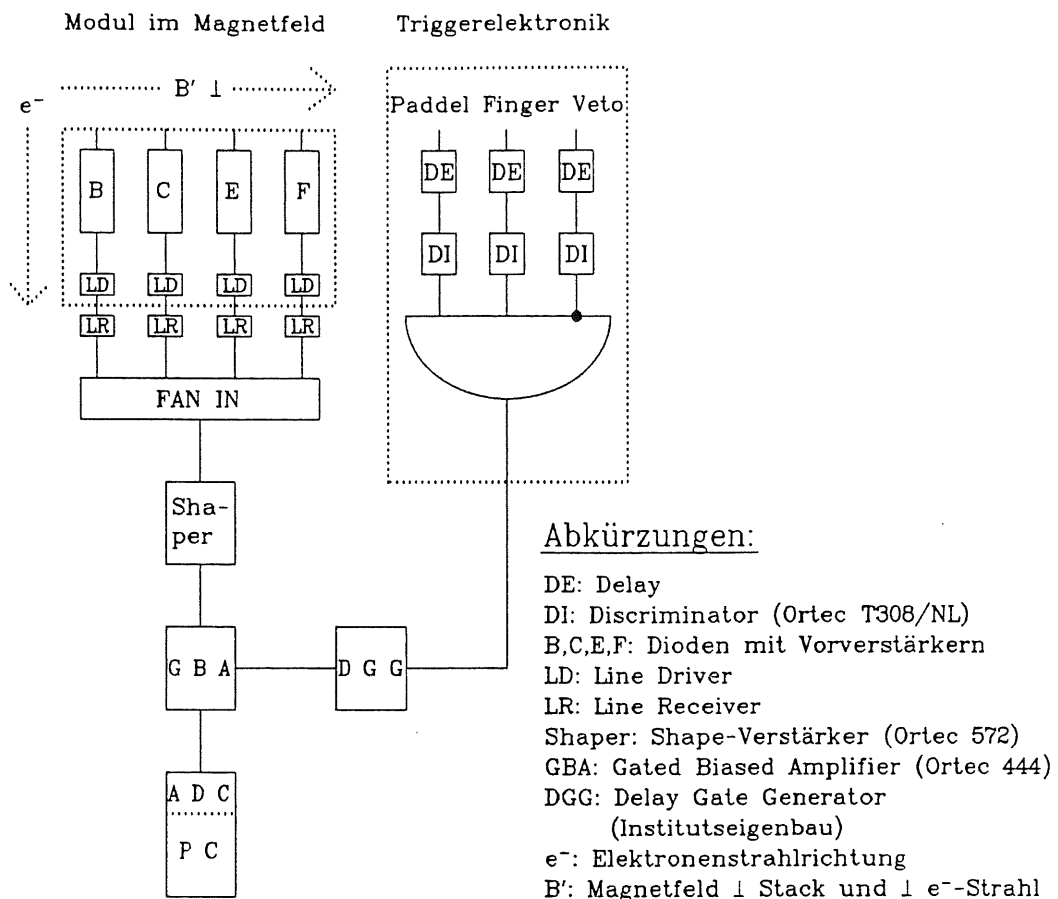 Modul im Magnetfeld
Triggerelektronik
e⁻
B' ⊥
Paddel Finger Veto
DE DE DE
B C E F
DI DI DI
LD LD LD LD
LR LR LR LR
FAN IN
Sha-
per
G B A
D G G
A D C
P C
Abkürzungen:
DE: Delay
DI: Discriminator (Ortec T308/NL)
B,C,E,F: Dioden mit Vorverstärkern
LD: Line Driver
LR: Line Receiver
Shaper: Shape-Verstärker (Ortec 572)
GBA: Gated Biased Amplifier (Ortec 444)
DGG: Delay Gate Generator
(Institutseigenbau)
e⁻: Elektronenstrahlrichtung
B': Magnetfeld ⊥ Stack und ⊥ e⁻-Strahl